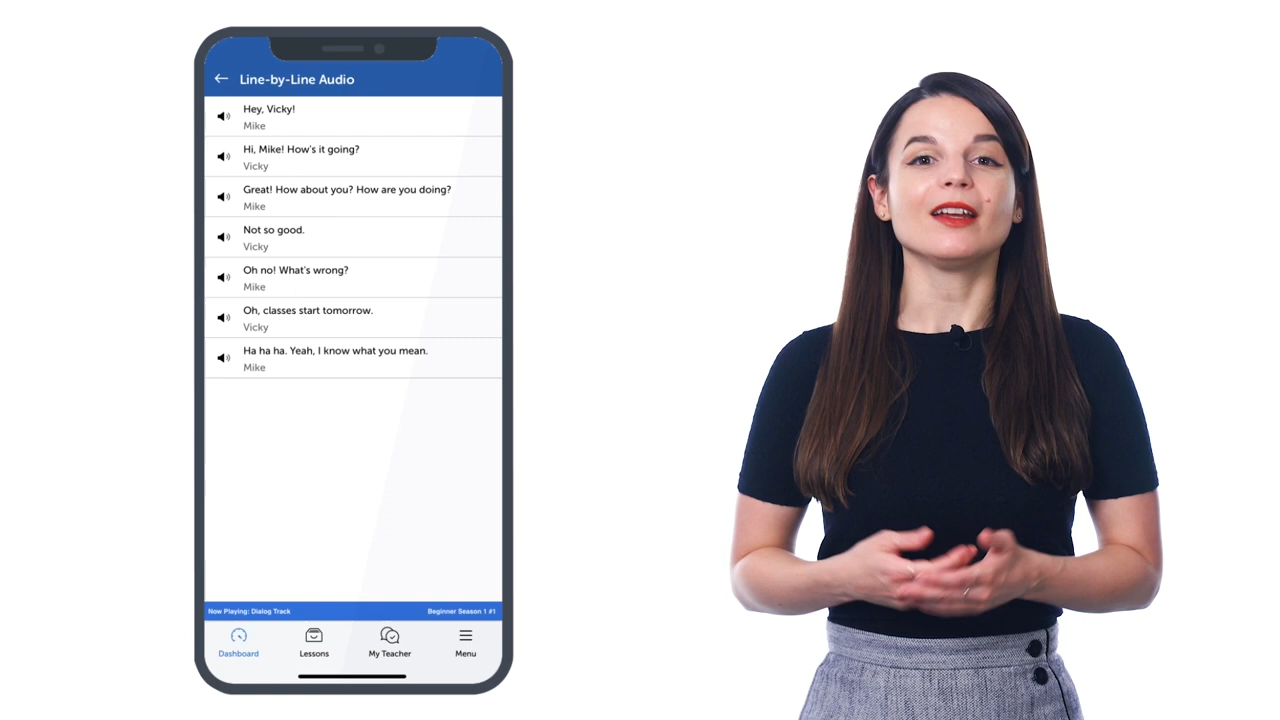 Line-by-Line Audio
Hey, Vicky!
Mike
Hi, Mike! How's it going?
Vicky
Great! How about you? How are you doing?
Mike
Not so good.
Vicky
Oh no! What's wrong?
Mike
Oh, classes start tomorrow.
Vicky
Ha ha ha. Yeah, I know what you mean.
Mike
Now Playing: Dialog Track Beginner Season 1 #1
Dashboard Lessons My Teacher Menu